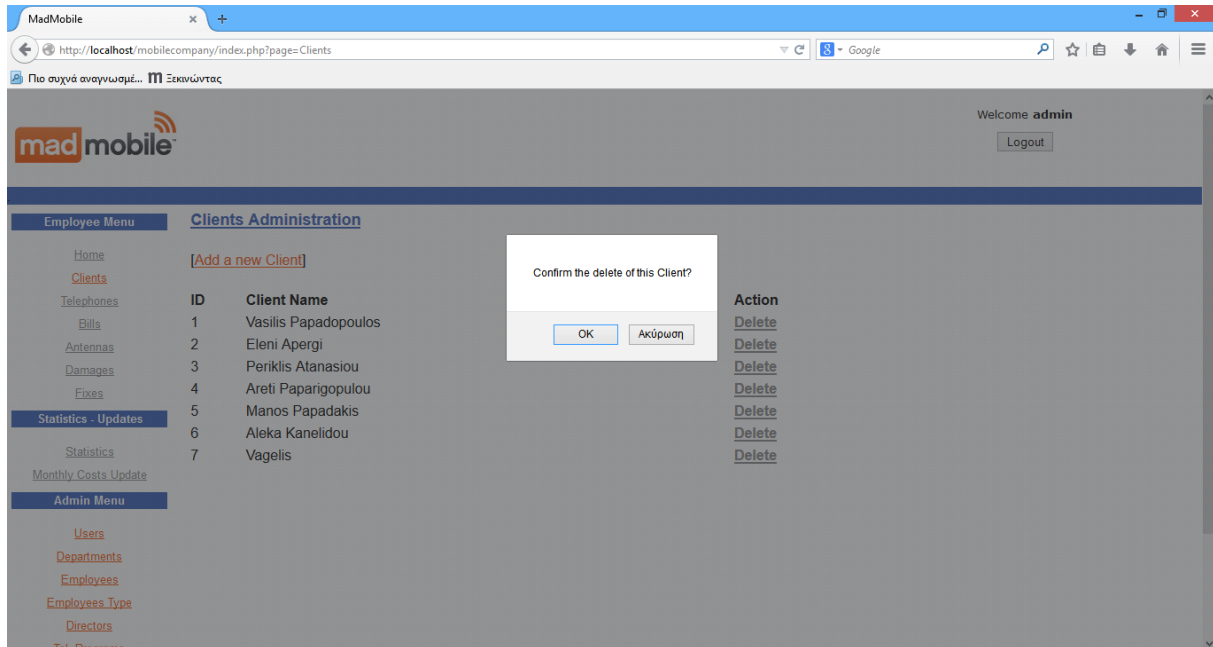 MadMobile
http://localhost/mobilecompany/index.php?page=Clients
8 Google
Πιο συχνά αναγνωσμέ... m Ξεκινώντας
mad mobile
Welcome admin
Logout
Employee Menu
Home
Clients
Telephones
Bills
Antennas
Damages
Fixes
Statistics - Updates
Statistics
Monthly Costs Update
Admin Menu
Users
Departments
Employees
Employees Type
Directors
Clients Administration
[Add a new Client]
ID Client Name Action
1 Vasilis Papadopoulos Delete
2 Eleni Apergi Delete
3 Periklis Atanasiou Delete
4 Areti Paparigopulou Delete
5 Manos Papadakis Delete
6 Aleka Kanelidou Delete
7 Vagelis Delete
Confirm the delete of this Client?
OK Ακύρωση